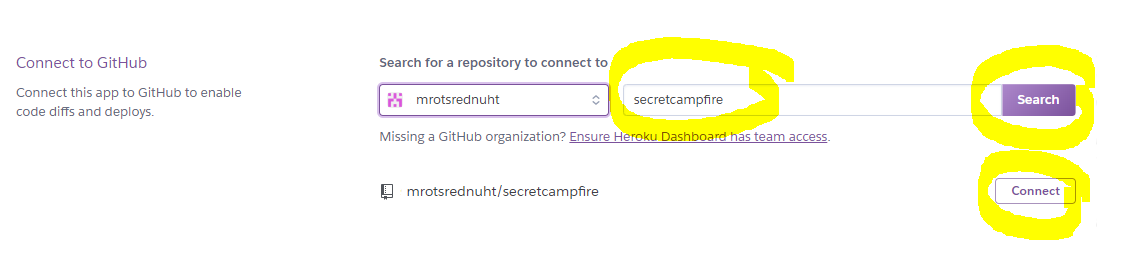 Connect to GitHub
Connect this app to GitHub to enable
code diffs and deploys.
Search for a repository to connect to
mrotsrednuht
secretcampfire
Search
Missing a GitHub organization? Ensure Heroku Dashboard has team access.
mrotsrednuht/secretcampfire
Connect